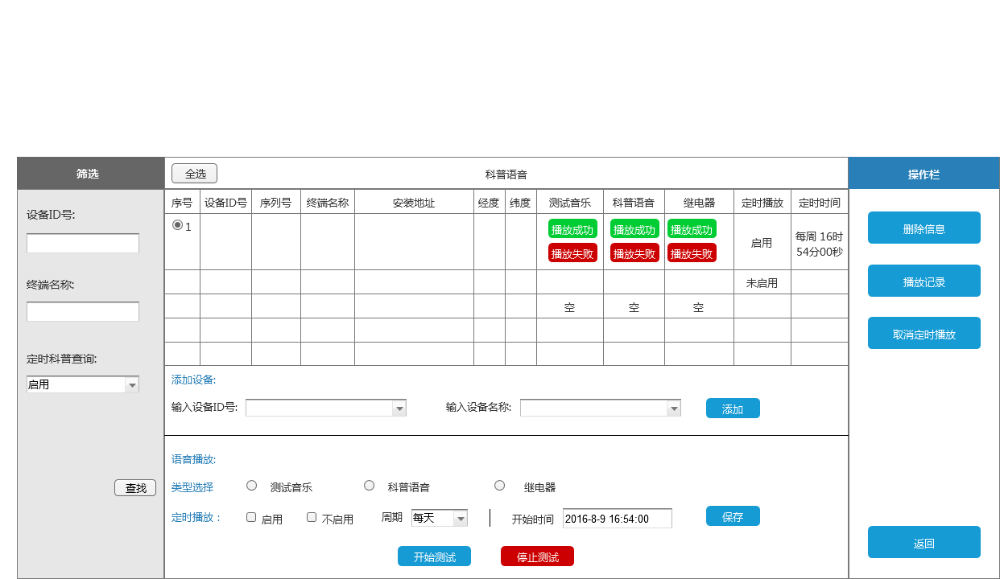 筛选
设备ID号:
终端名称:
定时科普查询:
启用
查找
全选
科普语音
序号 设备ID号 序列号 终端名称 安装地址 经度 纬度 测试音乐 科普语音 继电器 定时播放 定时时间
1 播放成功 播放成功 播放成功 启用 每周 16时
播放失败 播放失败 播放失败 54分00秒
未启用
空 空 空
添加设备:
输入设备ID号: 输入设备名称: 添加
语音播放:
类型选择 测试音乐 科普语音 继电器
定时播放： 启用 不启用 周期 每天 开始时间 2016-8-9 16:54:00 保存
开始测试 停止测试
操作栏
删除信息
播放记录
取消定时播放
返回